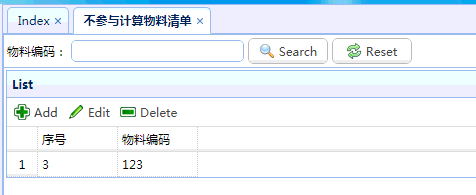 Index × 不参与计算物料清单 ×
物料编码： Search Reset
List
Add Edit Delete
序号 物料编码
1 3 123